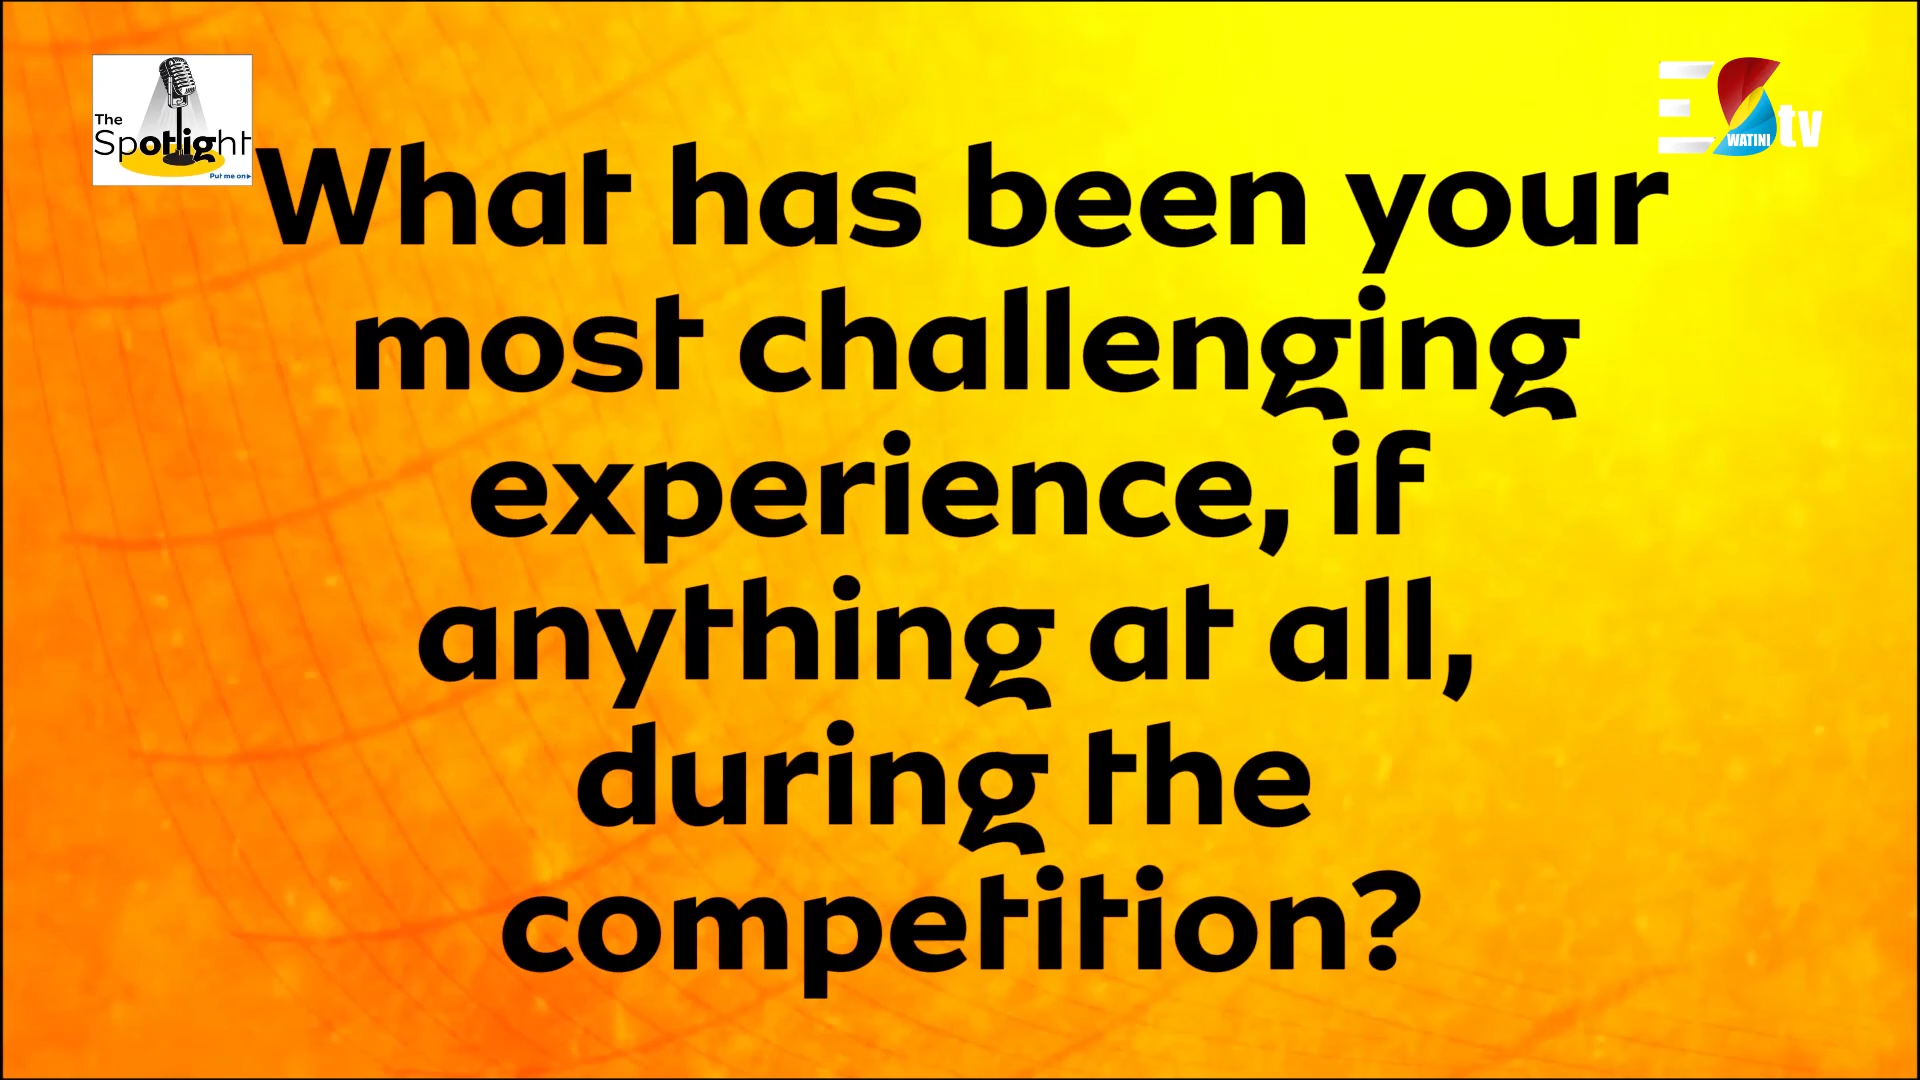 The
Spotlight
Put me on
ESWATINI tv
What has been your
most challenging
experience, if
anything at all,
during the
competition?